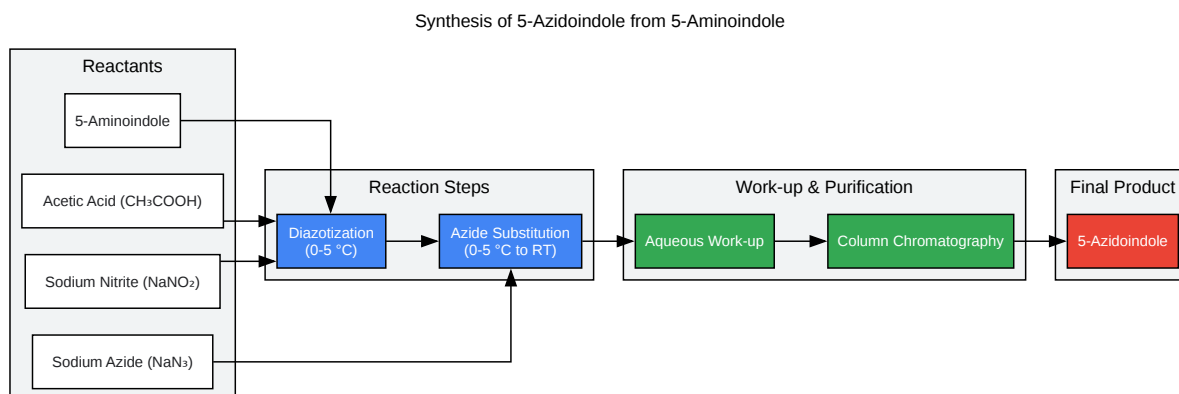 Synthesis of 5-Azidoindole from 5-Aminoindole
Reactants
5-Aminoindole
Acetic Acid (CH₃COOH)
Sodium Nitrite (NaNO₂)
Sodium Azide (NaN₃)
Reaction Steps
Diazotization
(0-5 °C)
Azide Substitution
(0-5 °C to RT)
Work-up & Purification
Aqueous Work-up
Column Chromatography
Final Product
5-Azidoindole